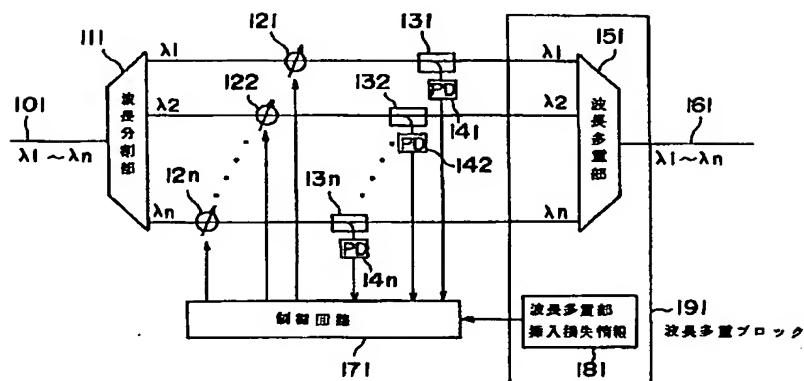 111
121
131
151
λ1
λ1
122
132
PD
λ2
λ2
141
101
161
PD
142
λ1～λn
λ1～λn
波長分割部
波長多重部
12n
13n
λn
λn
PD
14n
制御回路
171
波長多重部
挿入損失情報
181
191
波長多重ブロック